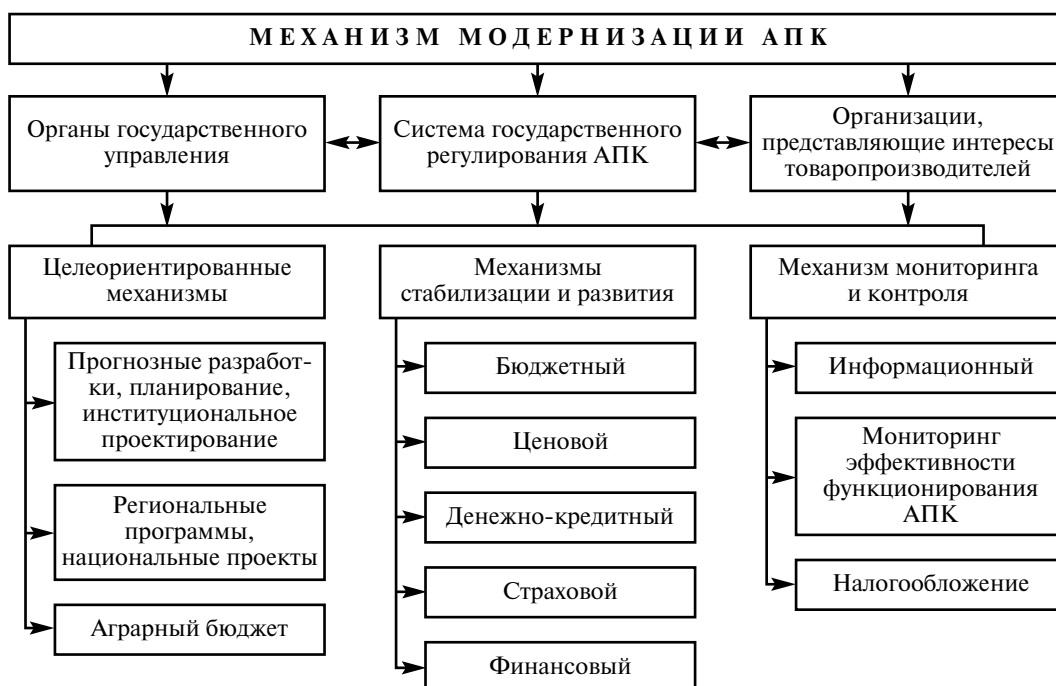 МЕХАНИЗМ МОДЕРНИЗАЦИИ АПК
Органы государственного
управления
Система государственного
регулирования АПК
Организации,
представляющие интересы
товаропроизводителей
Целеориентированные
механизмы
Прогнозные разработ-
ки, планирование,
институциональное
проектирование
Региональные
программы,
национальные проекты
Аграрный бюджет
Механизмы
стабилизации и развития
Бюджетный
Ценовой
Денежно-кредитный
Страховой
Финансовый
Механизм мониторинга
и контроля
Информационный
Мониторинг
эффективности
функционирования
АПК
Налогообложение